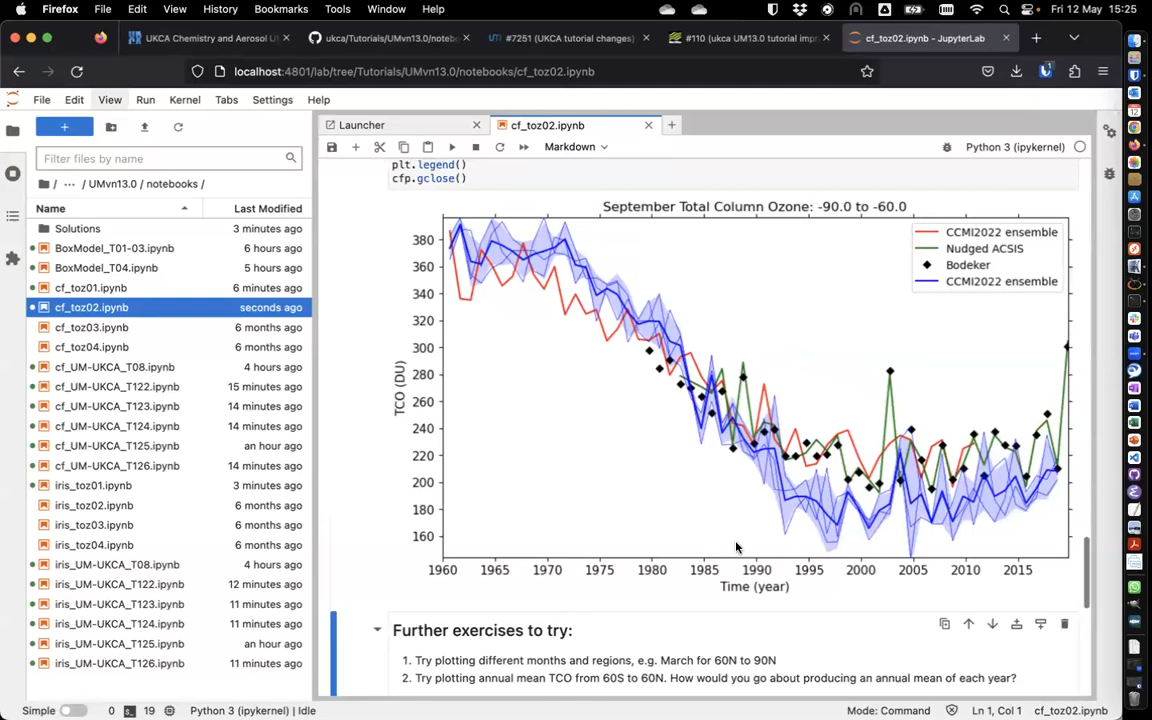 Firefox File Edit View History Bookmarks Tools Window Help Fri 12 May 15:25
UKCA Chemistry and Aerosol U ukca/Tutorials/UMvn13.0/noteb #7251 (UKCA tutorial changes) #110 (ukca UM13.0 tutorial imp cf_toz02.ipynb - JupyterLab
localhost:4801/lab/tree/Tutorials/UMvn13.0/notebooks/cf_toz02.ipynb
File Edit View Run Kernel Tabs Settings Help
Launcher cf_toz02.ipynb
Filter files by name
Markdown Python 3 (ipykernel)
/ ··· / UMvn13.0 / notebooks /
Name Last Modified
Solutions 3 minutes ago
BoxModel_T01-03.ipynb 6 hours ago
BoxModel_T04.ipynb 5 hours ago
cf_toz01.ipynb 6 minutes ago
cf_toz02.ipynb seconds ago
cf_toz03.ipynb 6 months ago
cf_toz04.ipynb 6 months ago
cf_UM-UKCA_T08.ipynb 4 hours ago
cf_UM-UKCA_T122.ipynb 15 minutes ago
cf_UM-UKCA_T123.ipynb 14 minutes ago
cf_UM-UKCA_T124.ipynb 14 minutes ago
cf_UM-UKCA_T125.ipynb an hour ago
cf_UM-UKCA_T126.ipynb 14 minutes ago
iris_toz01.ipynb 3 minutes ago
iris_toz02.ipynb 6 months ago
iris_toz03.ipynb 6 months ago
iris_toz04.ipynb 6 months ago
iris_UM-UKCA_T08.ipynb 4 hours ago
iris_UM-UKCA_T122.ipynb 12 minutes ago
iris_UM-UKCA_T123.ipynb 11 minutes ago
iris_UM-UKCA_T124.ipynb 11 minutes ago
iris_UM-UKCA_T125.ipynb an hour ago
iris_UM-UKCA_T126.ipynb 11 minutes ago
plt.legend()
cfp.gclose()
September Total Column Ozone: -90.0 to -60.0
CCMI2022 ensemble
Nudged ACSIS
Bodeker
CCMI2022 ensemble
380
360
340
320
300
280
260
240
220
200
180
160
TCO (DU)
1960 1965 1970 1975 1980 1985 1990 1995 2000 2005 2010 2015
Time (year)
Further exercises to try:
1. Try plotting different months and regions, e.g. March for 60N to 90N
2. Try plotting annual mean TCO from 60S to 60N. How would you go about producing an annual mean of each year?
Simple 0 19 Python 3 (ipykernel) | Idle Mode: Command Ln 1, Col 1 cf_toz02.ipynb